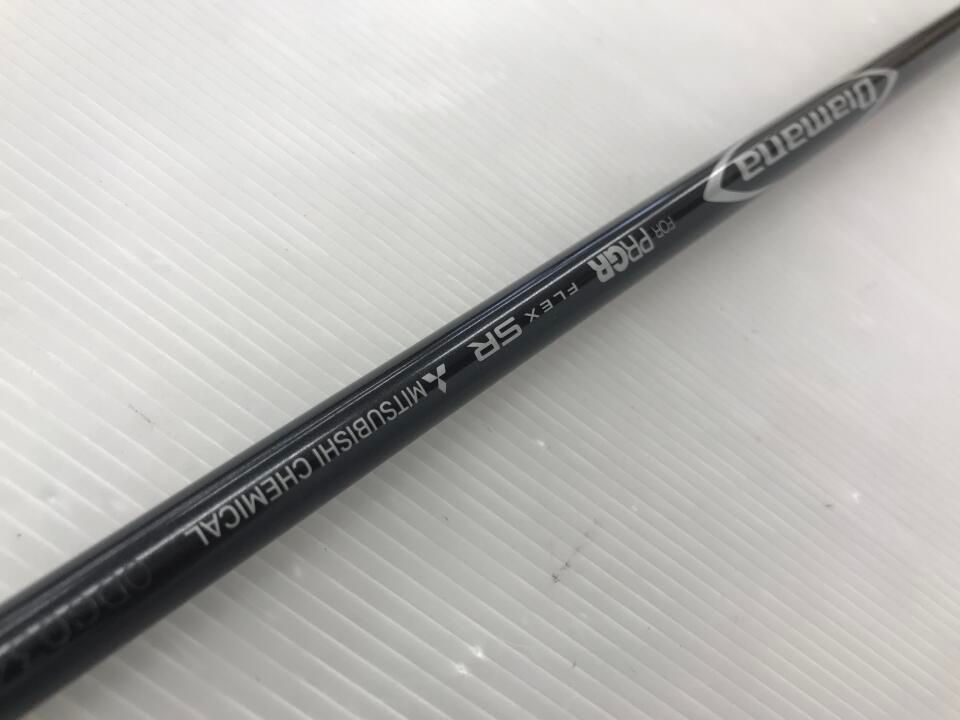 Diamana
FOR PRGR
FLEX SR
MITSUBISHI CHEMICAL